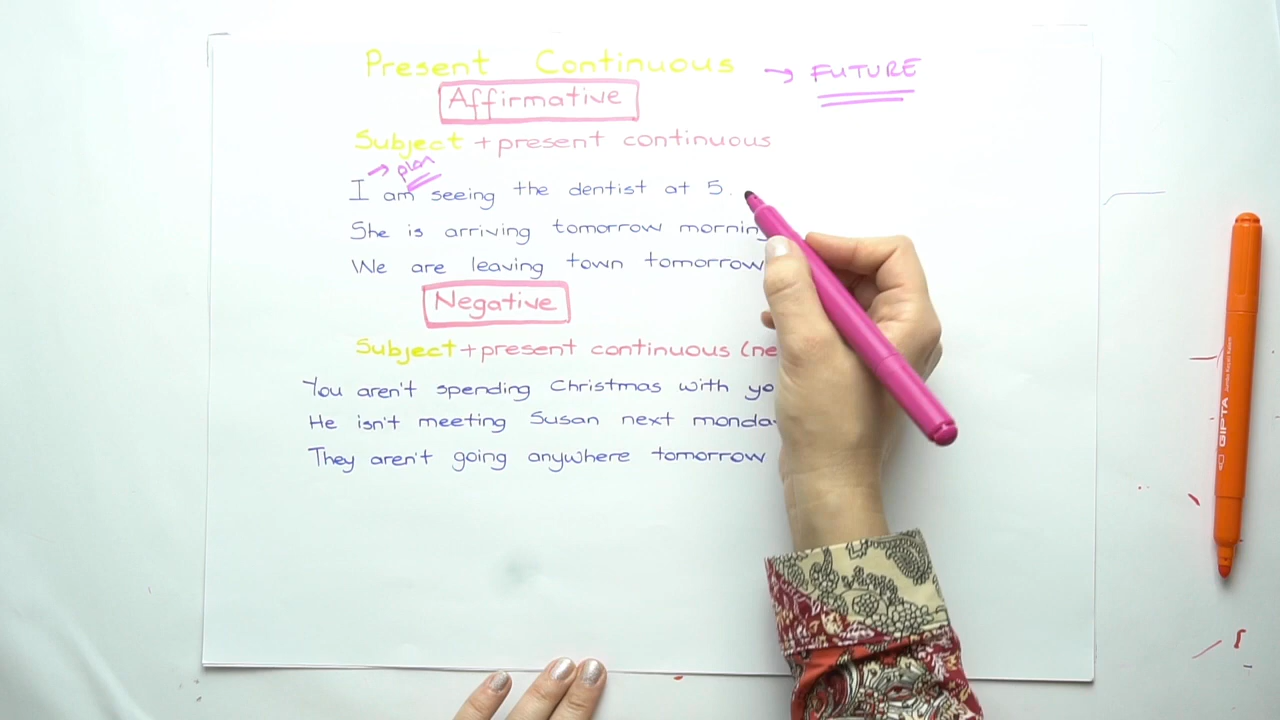 Present Continuous → FUTURE
Affirmative
Subject + present continuous
→ plan
I am seeing the dentist at 5.
She is arriving tomorrow
We are leaving town tomorrow
Negative
Subject + present continuous
You aren't spending Christmas with
He isn't meeting Susan next
They aren't going anywhere tomorrow
GIPTA